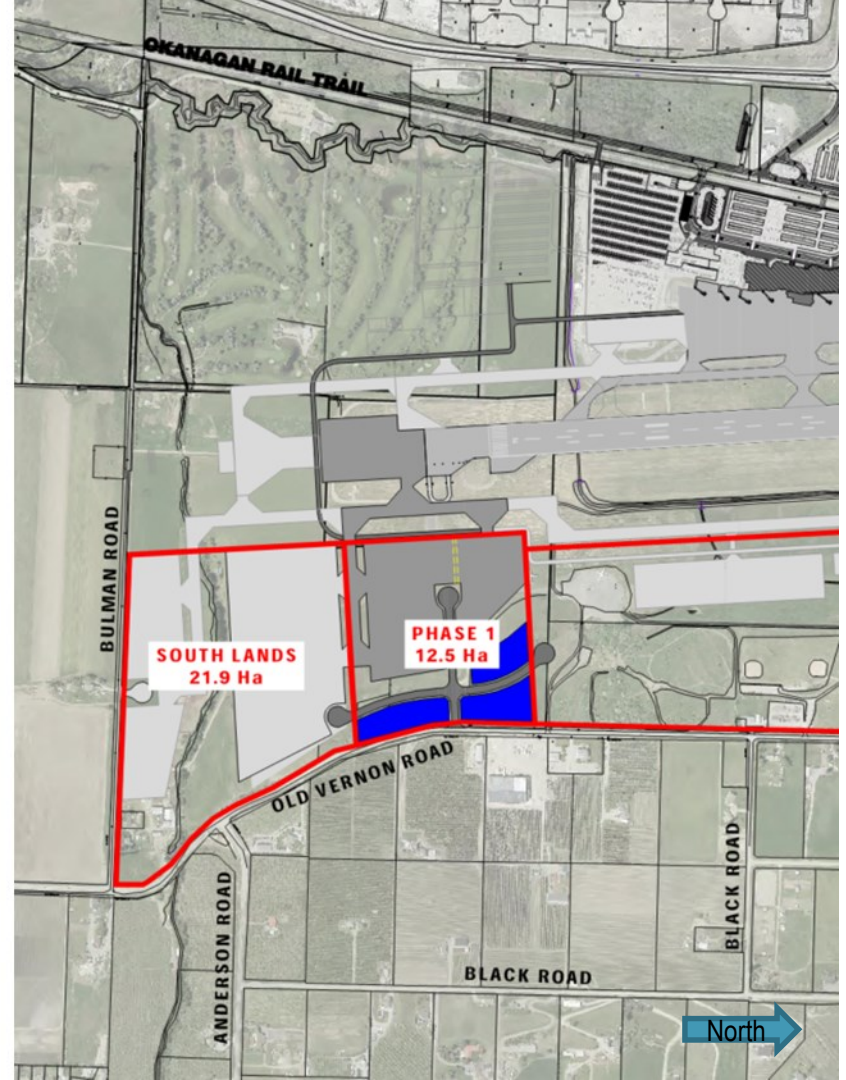 OKANAGAN RAIL TRAIL
BULMAN ROAD
SOUTH LANDS
21.9 Ha
PHASE 1
12.5 Ha
OLD VERNON ROAD
ANDERSON ROAD
BLACK ROAD
BLACK ROAD
North